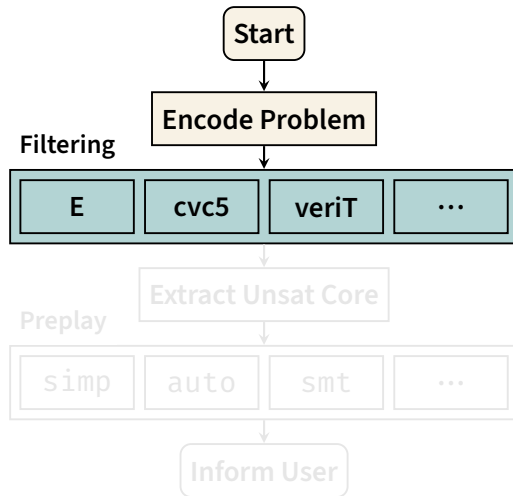 Start
Encode Problem
Filtering
E cvc5 veriT ...
Extract Unsat Core
Preplay
simp auto smt ...
Inform User